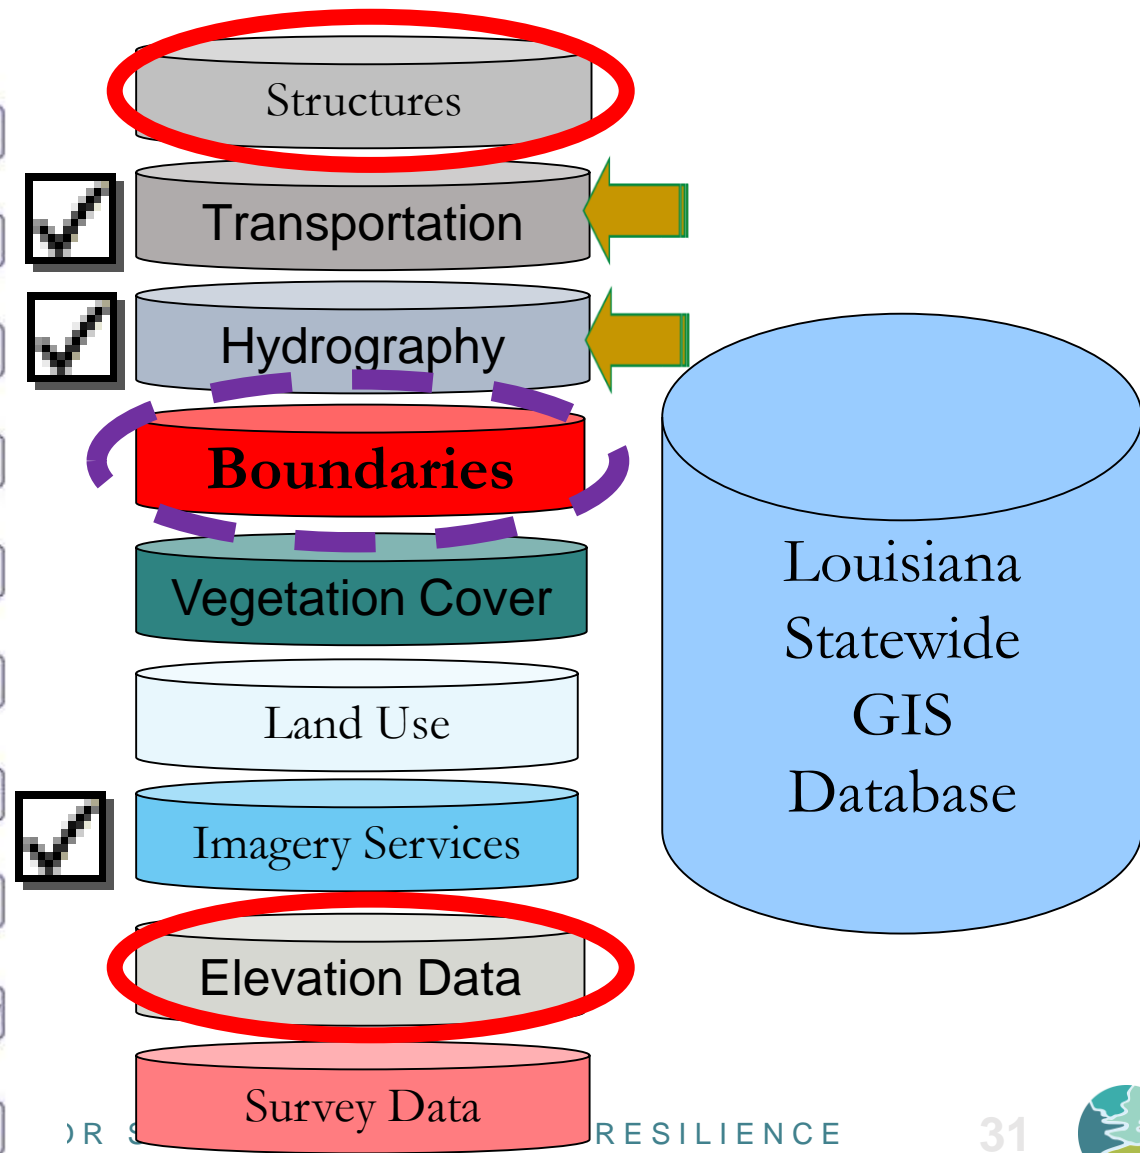 Structures
Transportation
Hydrography
Boundaries
Vegetation Cover
Land Use
Imagery Services
Elevation Data
Survey Data
Louisiana
Statewide
GIS
Database
RESILIENCE
31